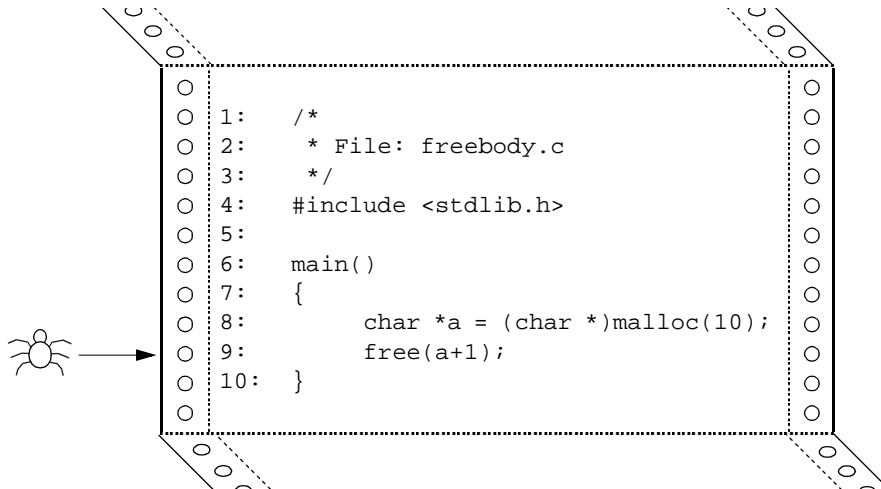 1: /*
2: * File: freebody.c
3: */
4: #include <stdlib.h>
5:
6: main()
7: {
8: char *a = (char *)malloc(10);
9: free(a+1);
10: }